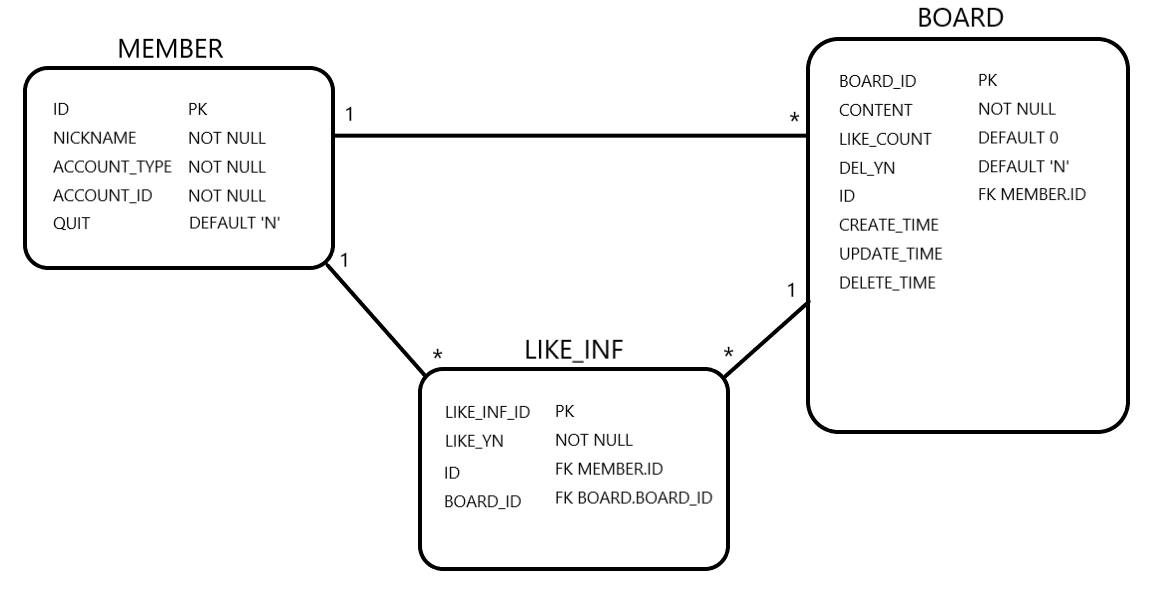 MEMBER
ID PK
NICKNAME NOT NULL
ACCOUNT_TYPE NOT NULL
ACCOUNT_ID NOT NULL
QUIT DEFAULT 'N'
1
*
1
*
BOARD
BOARD_ID PK
CONTENT NOT NULL
LIKE_COUNT DEFAULT 0
DEL_YN DEFAULT 'N'
ID FK MEMBER.ID
CREATE_TIME
UPDATE_TIME
DELETE_TIME
1
*
LIKE_INF
LIKE_INF_ID PK
LIKE_YN NOT NULL
ID FK MEMBER.ID
BOARD_ID FK BOARD.BOARD_ID